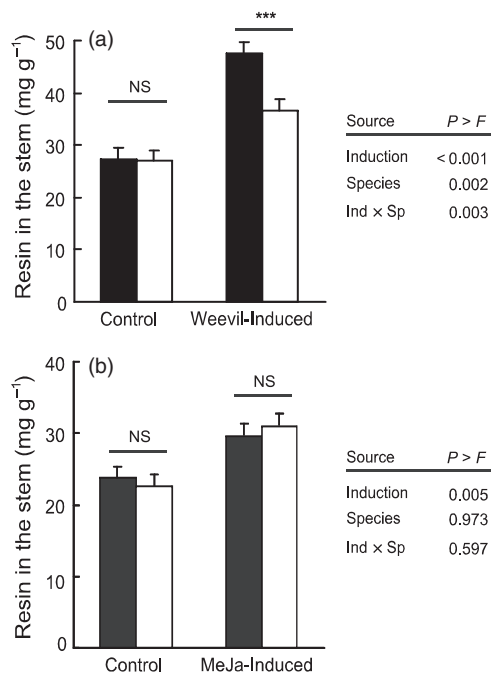 (a)
***
NS
Resin in the stem (mg g⁻¹)
50
40
30
20
10
0
Control Weevil-Induced
Source P > F
Induction < 0.001
Species 0.002
Ind × Sp 0.003
(b)
NS
NS
Resin in the stem (mg g⁻¹)
40
30
20
10
0
Control MeJa-Induced
Source P > F
Induction 0.005
Species 0.973
Ind × Sp 0.597